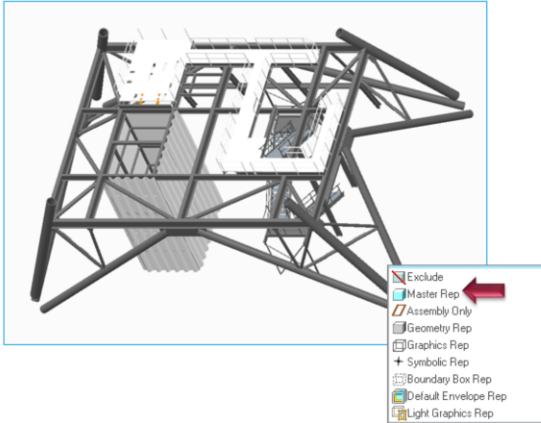 Exclude
Master Rep
Assembly Only
Geometry Rep
Graphics Rep
Symbolic Rep
Boundary Box Rep
Default Envelope Rep
Light Graphics Rep